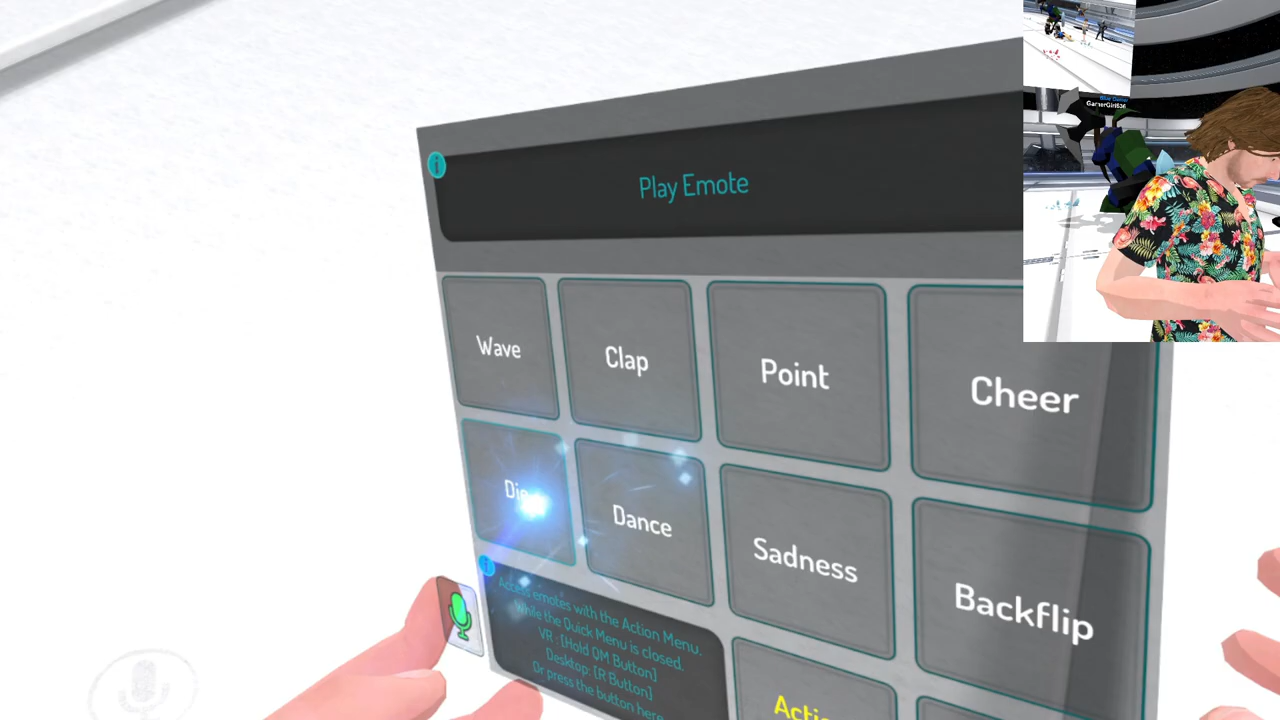 Play Emote
Wave
Clap
Point
Cheer
Die
Dance
Sadness
Backflip
Access emotes with the Action Menu,
while the Quick Menu is closed.
VR : [Hold QM Button]
Desktop: [R Button]
Or press the button here